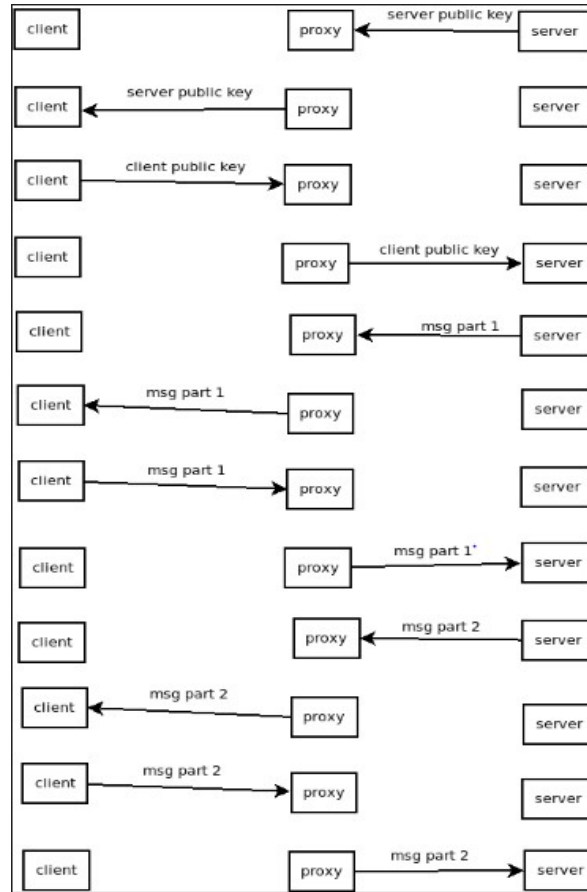 server public key
client proxy server
server public key
client proxy server
client public key
client proxy server
client public key
client proxy server
msg part 1
client proxy server
msg part 1
client proxy server
msg part 1
client proxy server
msg part 1*
client proxy server
msg part 2
client proxy server
msg part 2
client proxy server
msg part 2
client proxy server
msg part 2
client proxy server